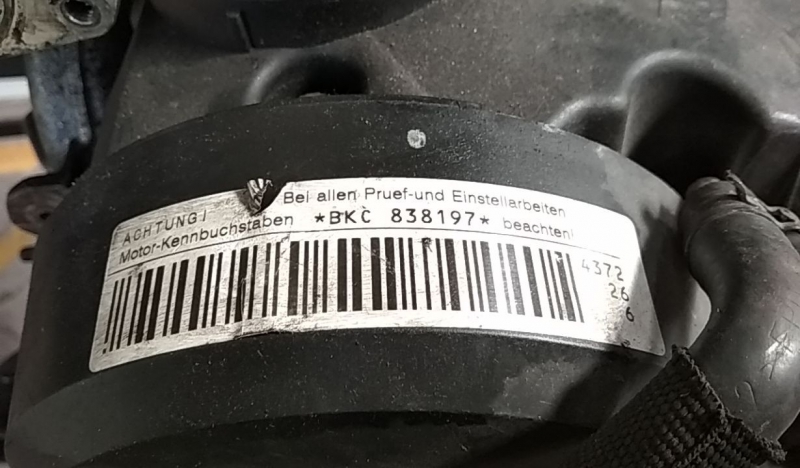 ACHTUNG! Bei allen Pruef-und Einstellarbeiten
Motor-Kennbuchstaben *BKC 838197* beachten!
4372
26
6